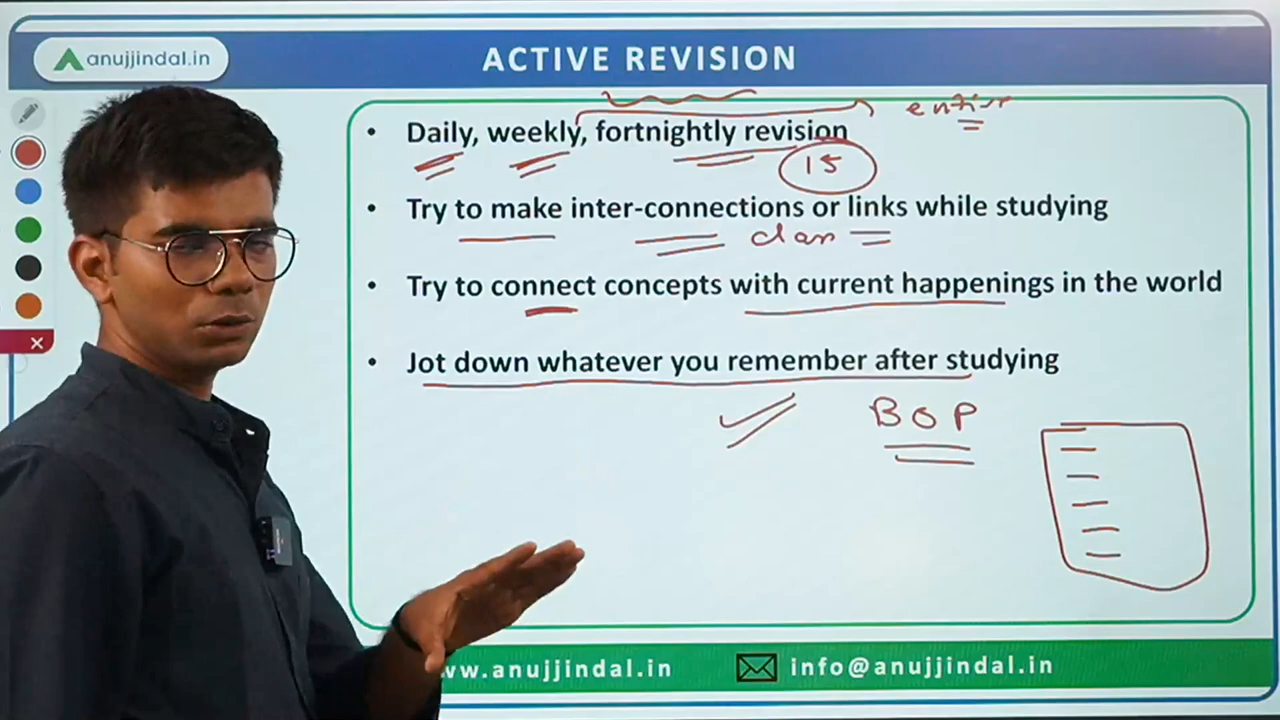 anujjindal.in
ACTIVE REVISION
entire
• Daily, weekly, fortnightly revision
15
• Try to make inter-connections or links while studying
clan
• Try to connect concepts with current happenings in the world
• Jot down whatever you remember after studying
BOP
ww.anujjindal.in
info@anujjindal.in